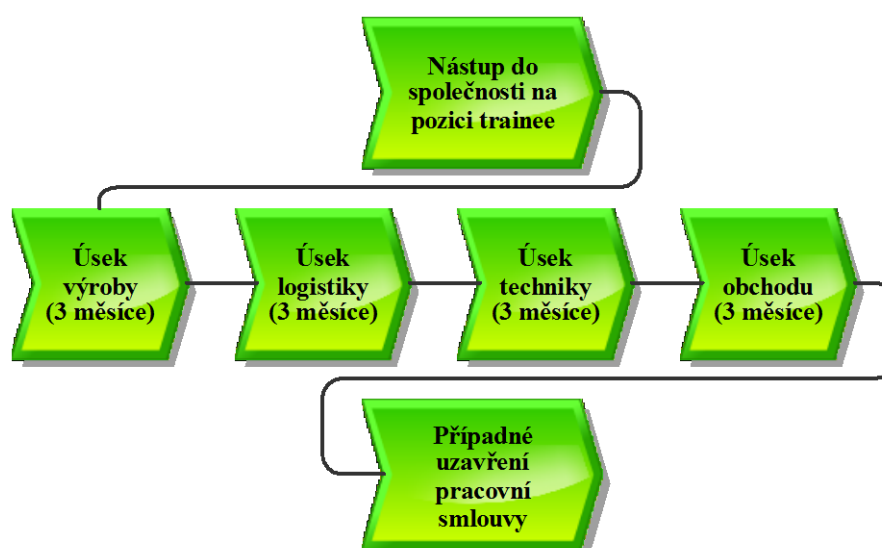 Nástup do
společnosti na
pozici trainee
Úsek
výroby
(3 měsíce)
Úsek
logistiky
(3 měsíce)
Úsek
techniky
(3 měsíce)
Úsek
obchodu
(3 měsíce)
Případné
uzavření
pracovní
smlouvy